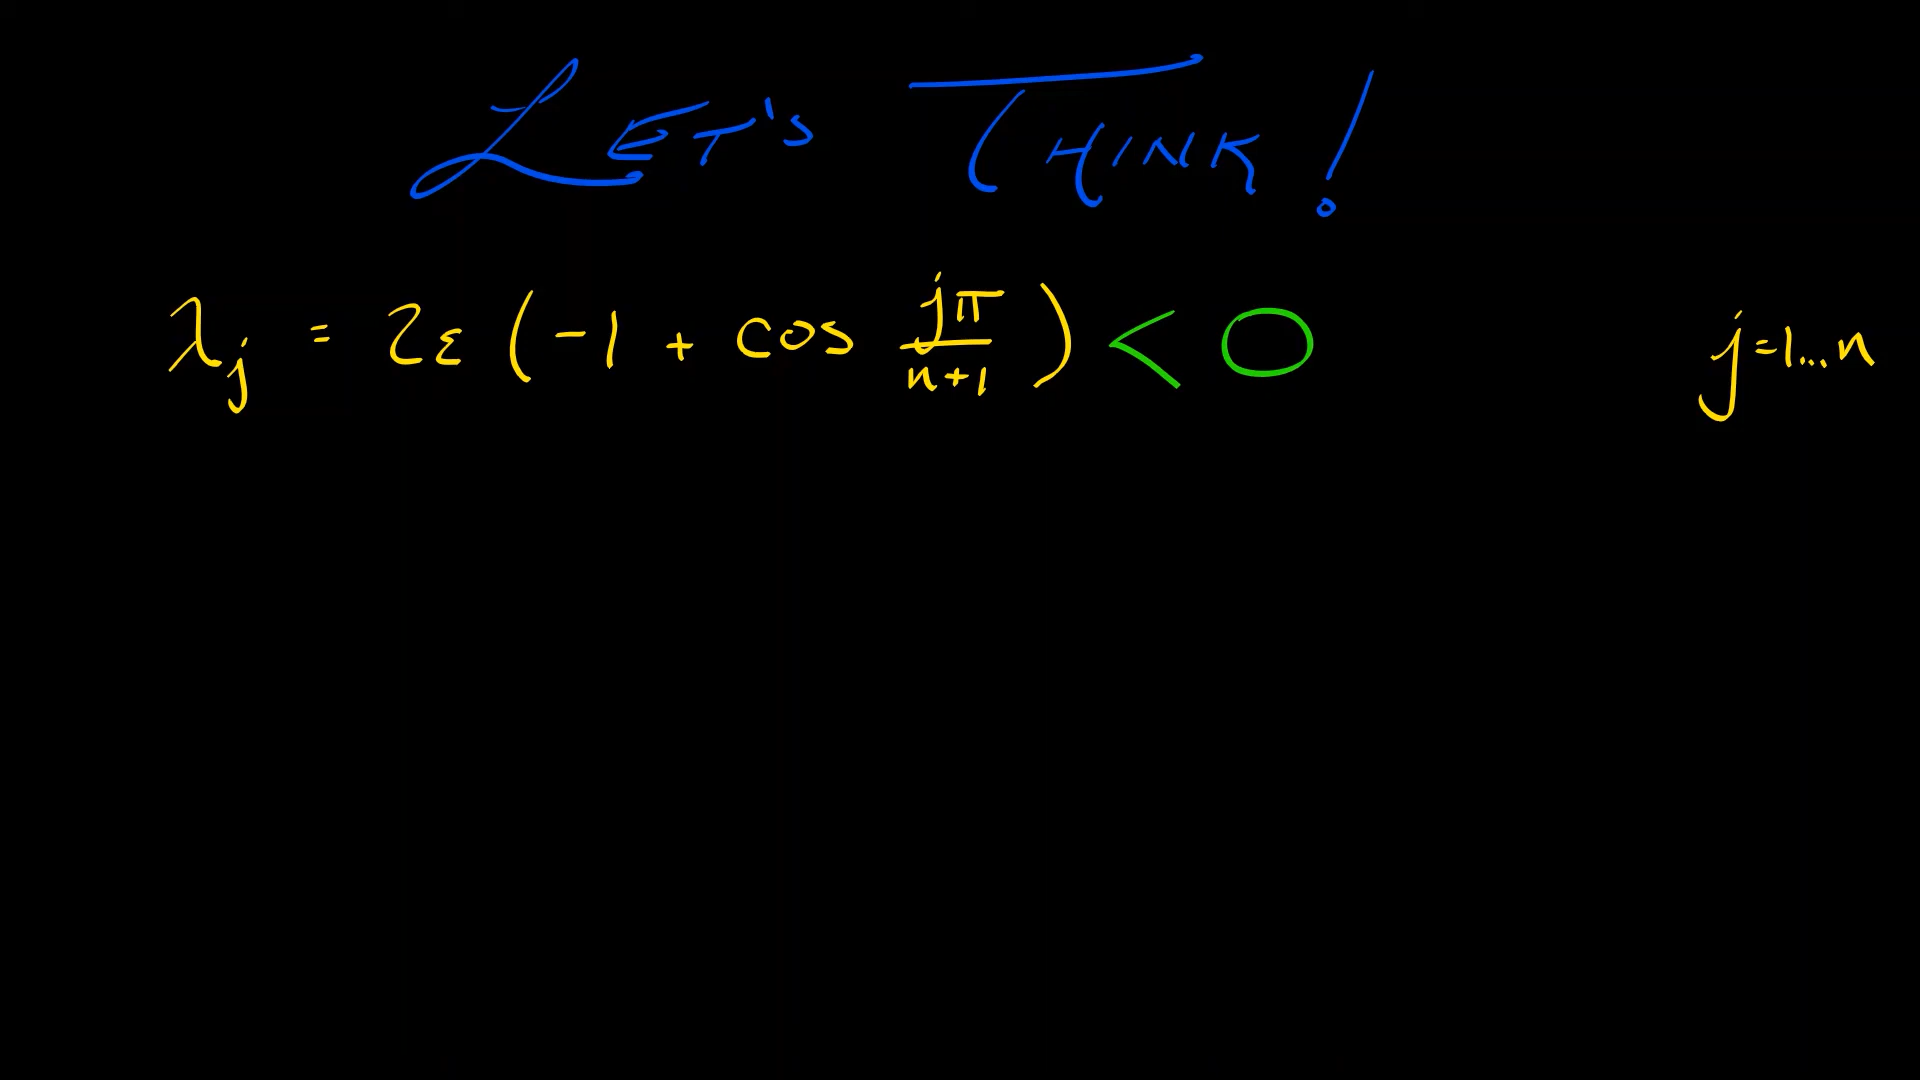 LET'S THINK!
λj = 2ε (-1 + cos jπ/n+1) < 0 j=1...n